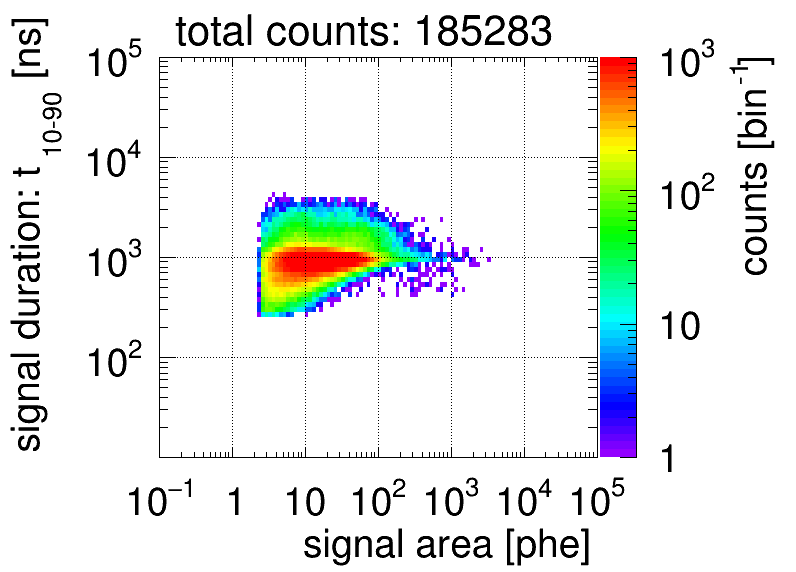 total counts: 185283
signal duration: t 10-90 [ns]
10^5
10^4
10^3
10^2
10^−1 1 10 10^2 10^3 10^4 10^5
signal area [phe]
10^3
10^2
10
1
counts [bin^-1]